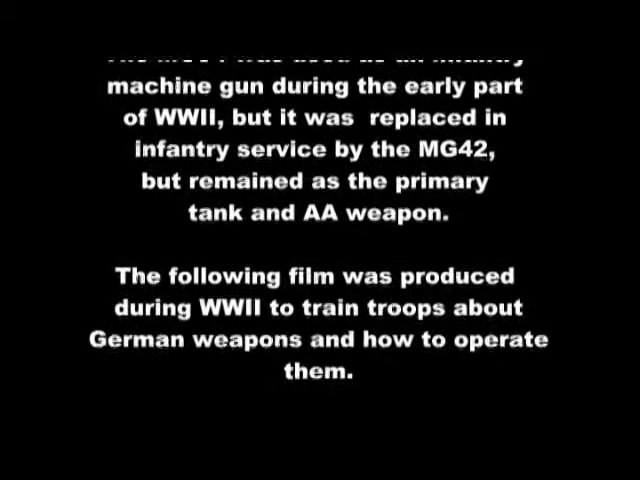 machine gun during the early part
of WWII, but it was replaced in
infantry service by the MG42,
but remained as the primary
tank and AA weapon.
The following film was produced
during WWII to train troops about
German weapons and how to operate
them.